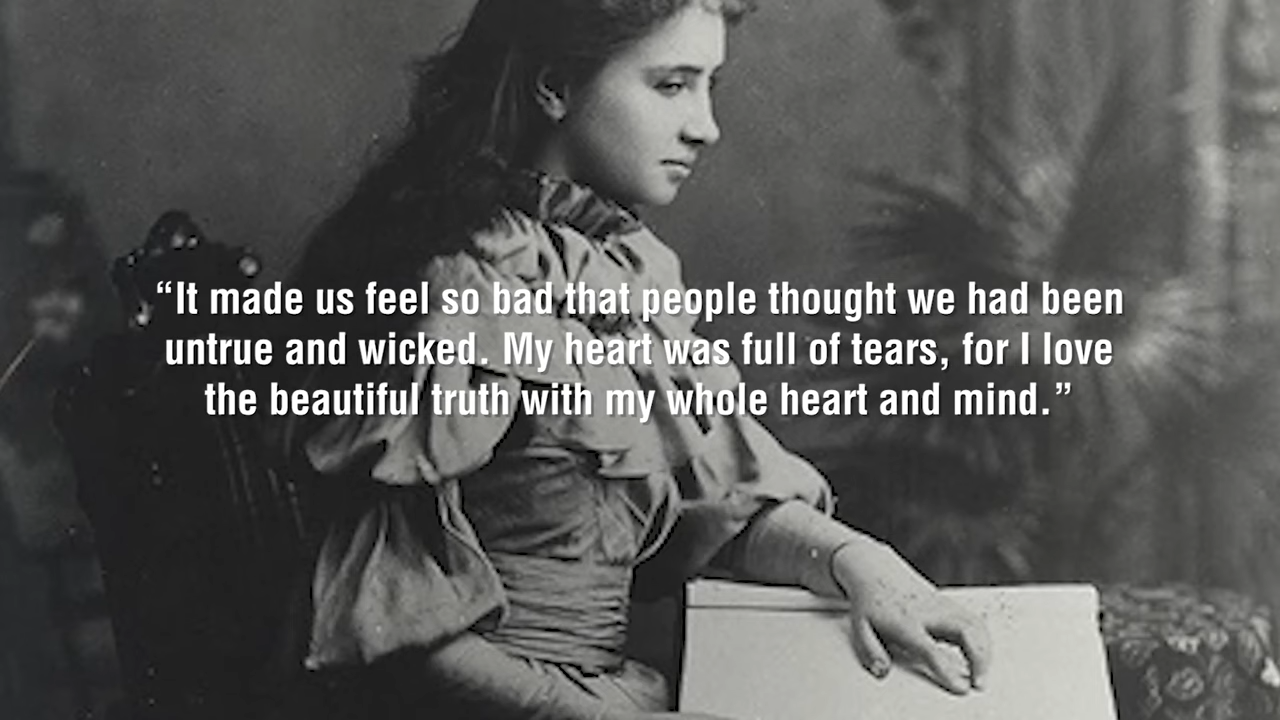 “It made us feel so bad that people thought we had been
untrue and wicked. My heart was full of tears, for I love
the beautiful truth with my whole heart and mind.”